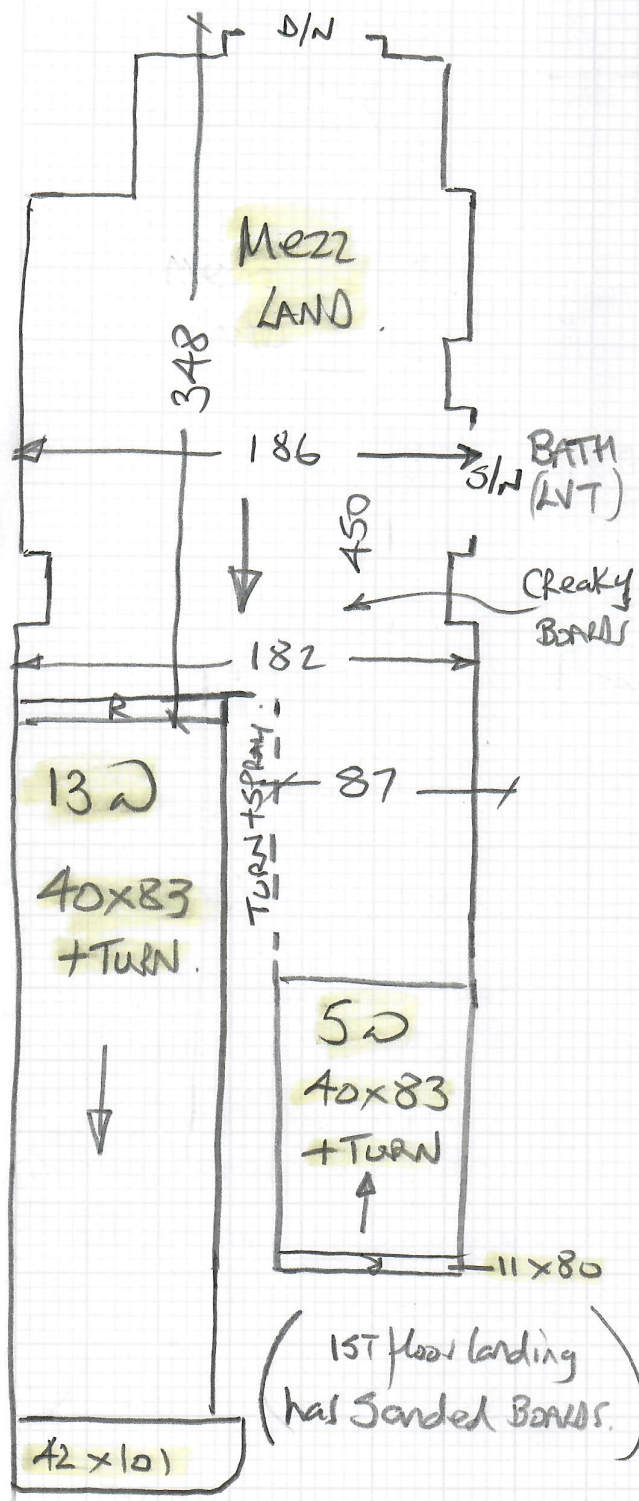 D/N
Mezz
LAND.
348
186
S/N
BATH
(LVT)
450
Creaky
BOARDS
182
R
TURN + SPRAY
87
13
40x83
+TURN.
5
40x83
+TURN
11x80
(1ST floor landing
has Sanded BOARDS.)
42x101